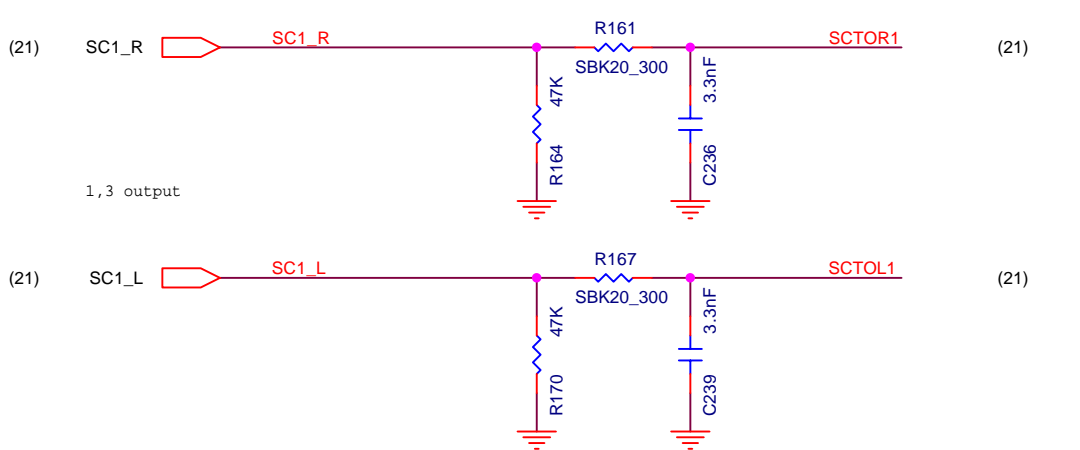 R161
(21) SC1_R SC1_R SCTOR1 (21)
SBK20_300
47K 3.3nF
R164 C236
1,3 output
R167
(21) SC1_L SC1_L SCTOL1 (21)
SBK20_300
47K 3.3nF
R170 C239